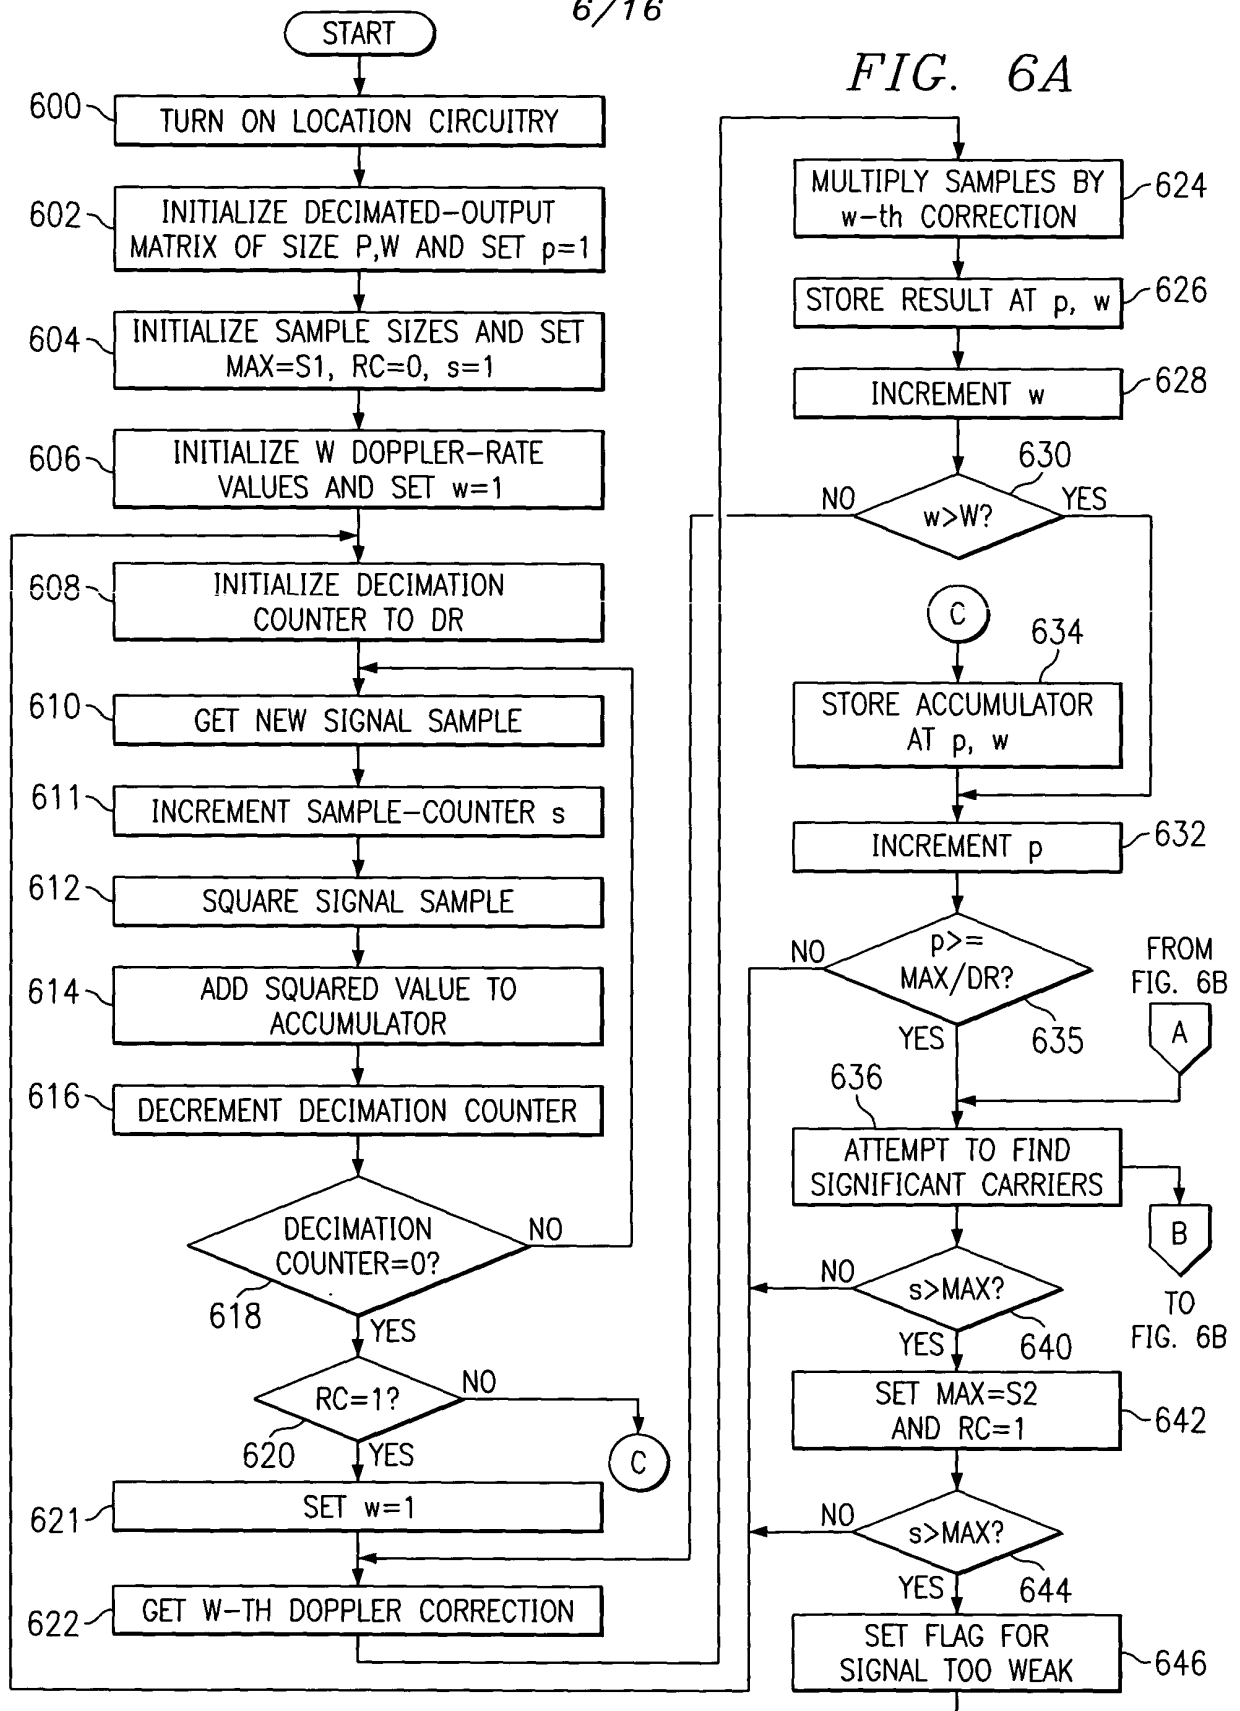 6/16
FIG. 6A
START
600
TURN ON LOCATION CIRCUITRY
602
INITIALIZE DECIMATED-OUTPUT
MATRIX OF SIZE P,W AND SET p=1
604
INITIALIZE SAMPLE SIZES AND SET
MAX=S1, RC=0, s=1
606
INITIALIZE W DOPPLER-RATE
VALUES AND SET w=1
608
INITIALIZE DECIMATION
COUNTER TO DR
610
GET NEW SIGNAL SAMPLE
611
INCREMENT SAMPLE-COUNTER s
612
SQUARE SIGNAL SAMPLE
614
ADD SQUARED VALUE TO
ACCUMULATOR
616
DECREMENT DECIMATION COUNTER
DECIMATION
COUNTER=0?
NO
618
YES
RC=1?
NO
620
YES
C
621
SET w=1
622
GET W-TH DOPPLER CORRECTION
MULTIPLY SAMPLES BY
w-th CORRECTION
624
STORE RESULT AT p, w
626
INCREMENT w
628
630
NO
w>W?
YES
C
634
STORE ACCUMULATOR
AT p, w
INCREMENT p
632
NO
p>=
MAX/DR?
YES
635
FROM
FIG. 6B
A
636
ATTEMPT TO FIND
SIGNIFICANT CARRIERS
B
TO
FIG. 6B
NO
s>MAX?
YES
640
SET MAX=S2
AND RC=1
642
NO
s>MAX?
YES
644
SET FLAG FOR
SIGNAL TOO WEAK
646